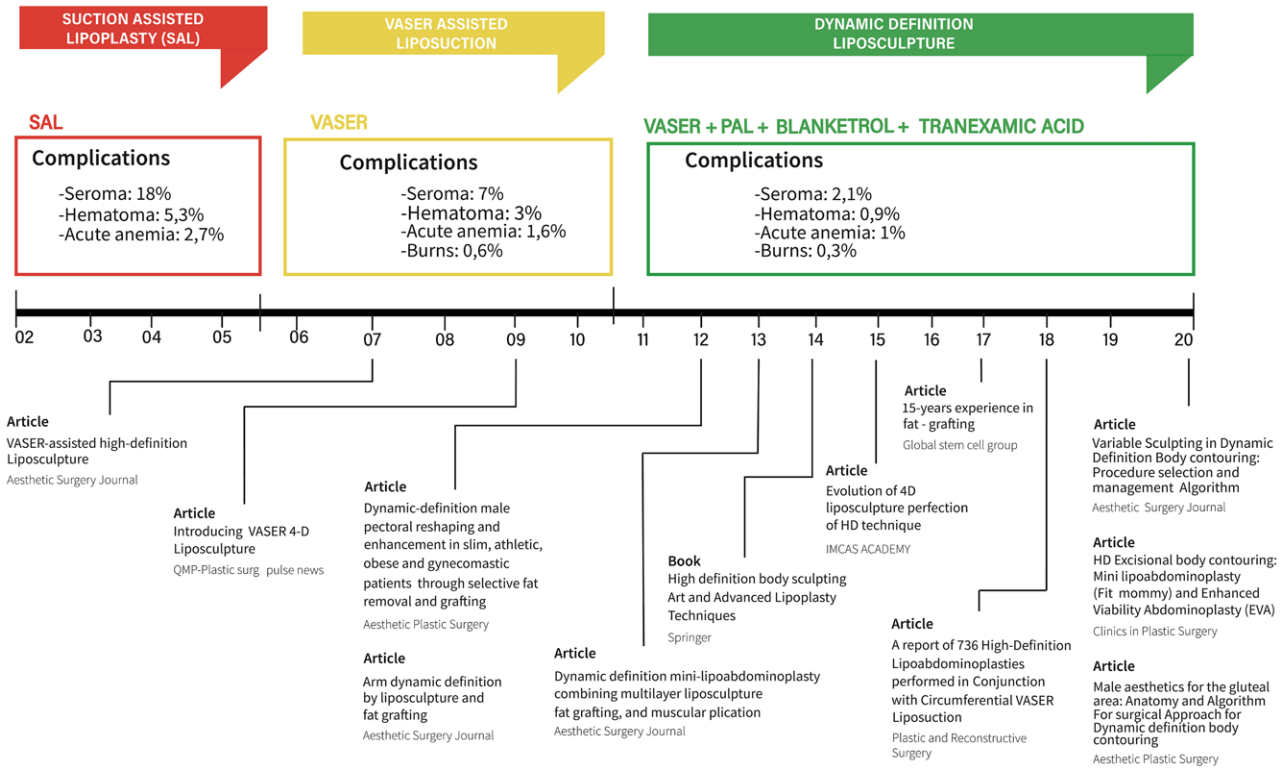 SUCTION ASSISTED
LIPOPLASTY (SAL)
VASER ASSISTED
LIPOSUCTION
DYNAMIC DEFINITION
LIPOSCULPTURE
SAL
Complications
-Seroma: 18%
-Hematoma: 5,3%
-Acute anemia: 2,7%
VASER
Complications
-Seroma: 7%
-Hematoma: 3%
-Acute anemia: 1,6%
-Burns: 0,6%
VASER + PAL + BLANKETROL + TRANEXAMIC ACID
Complications
-Seroma: 2,1%
-Hematoma: 0,9%
-Acute anemia: 1%
-Burns: 0,3%
02 03 04 05 06 07 08 09 10 11 12 13 14 15 16 17 18 19 20
Article
VASER-assisted high-definition
Liposculpture
Aesthetic Surgery Journal
Article
Introducing VASER 4-D
Liposculpture
QMP-Plastic surg pulse news
Article
Dynamic-definition male
pectoral reshaping and
enhancement in slim, athletic,
obese and gynecomastic
patients through selective fat
removal and grafting
Aesthetic Plastic Surgery
Article
Arm dynamic definition
by liposculpture and
fat grafting
Aesthetic Surgery Journal
Article
Dynamic definition mini-lipoabdominoplasty
combining multilayer liposculpture
fat grafting, and muscular plication
Aesthetic Surgery Journal
Book
High definition body sculpting
Art and Advanced Lipoplasty
Techniques
Springer
Article
Evolution of 4D
liposculpture perfection
of HD technique
IMCAS ACADEMY
Article
15-years experience in
fat - grafting
Global stem cell group
Article
A report of 736 High-Definition
Lipoabdominoplasties
performed in Conjunction
with Circumferential VASER
Liposuction
Plastic and Reconstructive
Surgery
Article
Variable Sculpting in Dynamic
Definition Body contouring:
Procedure selection and
management Algorithm
Aesthetic Surgery Journal
Article
HD Excisional body contouring:
Mini lipoabdominoplasty
(Fit mommy) and Enhanced
Viability Abdominoplasty (EVA)
Clinics in Plastic Surgery
Article
Male aesthetics for the gluteal
area: Anatomy and Algorithm
For surgical Approach for
Dynamic definition body
contouring
Aesthetic Plastic Surgery